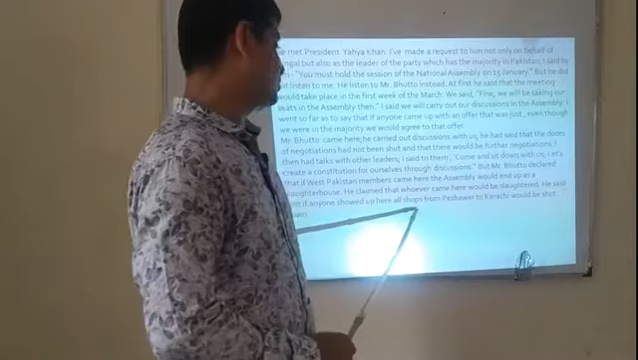 met President Yahya Khan. I've made a request to him not only on behalf of
ngal but also as the leader of the party which has the majority in Pakistan, I said to
"You must hold the session of the National Assembly on 15 January." But he did
listen to me. He listen to Mr. Bhutto instead. At first he said that the meeting
would take place in the first week of the March. We said, "Fine, we will be taking our
seats in the Assembly then." I said we will carry out our discussions in the Assembly; I
went so far as to say that if anyone came up with an offer that was just, even though
we were in the majority we would agree to that offer.
Mr. Bhutto came here; he carried out discussions with us; he had said that the doors
of negotiations had not been shut and that there would be further negotiations. I
then had talks with other leaders; I said to them, 'Come and sit down with us; Let's
create a constitution for ourselves through discussions." But Mr. Bhutto declared
that if West Pakistan members came here the Assembly would end up as a
slaughterhouse. He claimed that whoever came here would be slaughtered. He said
if anyone showed up here all shops from Peshawar to Karachi would be shut